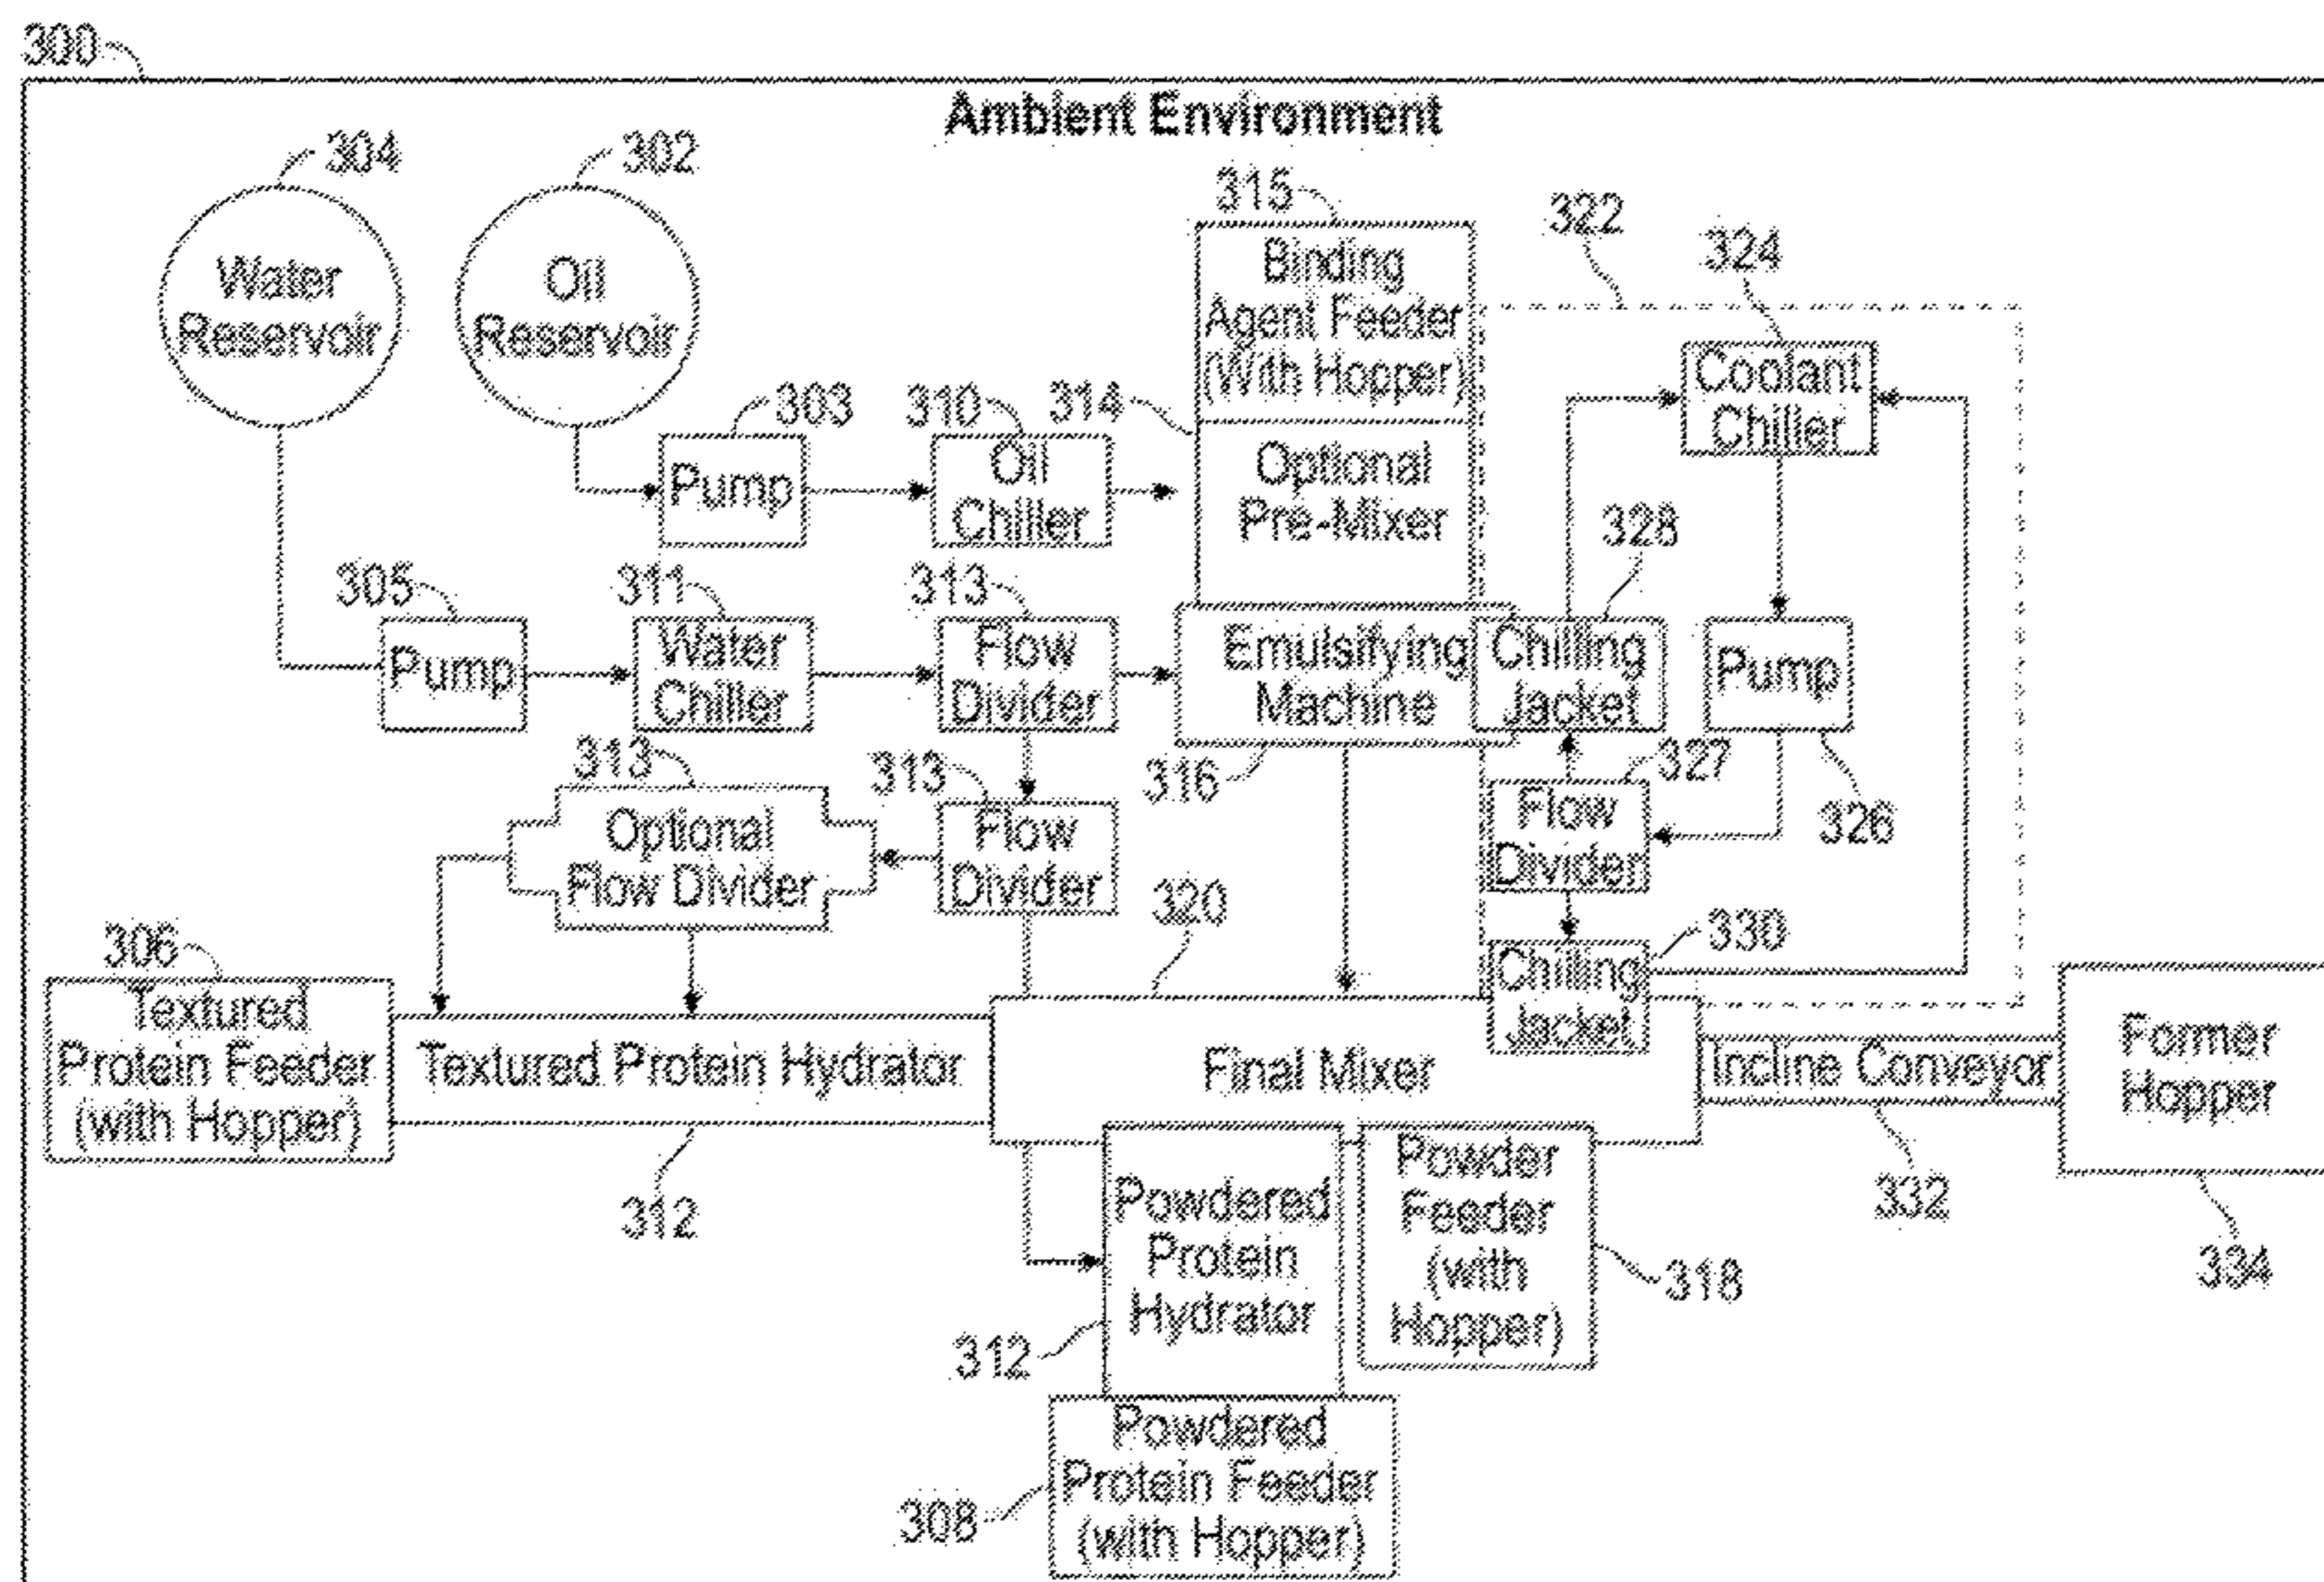 300
Ambient Environment
304
302
315
322
324
Water
Reservoir
Oil
Reservoir
Binding
Agent Feeder
(With Hopper)
Coolant
Chiller
303
310
314
Pump
Oil
Chiller
Optional
Pre-Mixer
328
305
311
313
Pump
Water
Chiller
Flow
Divider
Emulsifying
Machine
Chilling
Jacket
Pump
313
313
316
327
326
Optional
Flow Divider
Flow
Divider
Flow
Divider
306
320
330
Textured
Protein Feeder
(with Hopper)
Textured Protein Hydrator
Final Mixer
Chilling
Jacket
Incline Conveyor
Former
Hopper
312
332
334
Powdered
Protein
Hydrator
Powder
Feeder
(with
Hopper)
318
312
Powdered
Protein Feeder
(with Hopper)
308